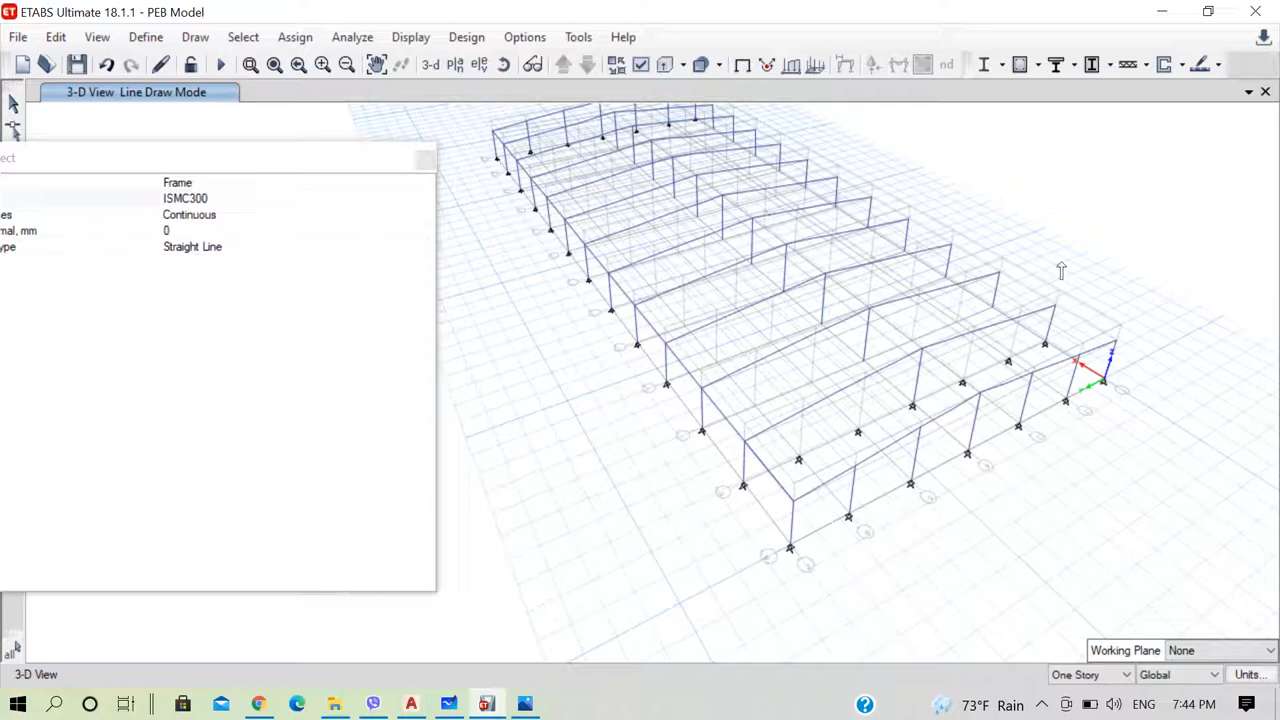 ETABS Ultimate 18.1.1 - PEB Model
File Edit View Define Draw Select Assign Analyze Display Design Options Tools Help
3-d
nd
3-D View Line Draw Mode
ect
Frame
ISMC300
es Continuous
mal, mm 0
ype Straight Line
all
Working Plane None
3-D View
One Story Global Units...
73°F Rain ENG 7:44 PM